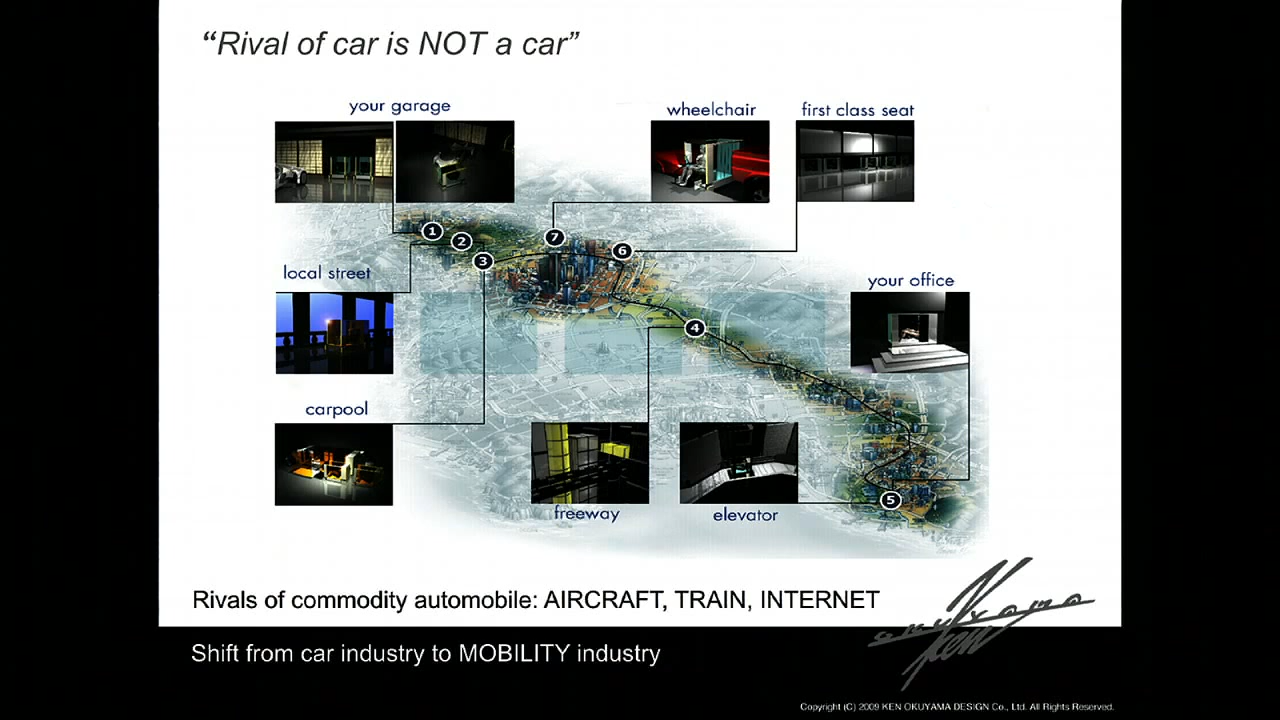 “Rival of car is NOT a car”
your garage
wheelchair
first class seat
1
2
3
7
6
local street
your office
4
carpool
5
freeway
elevator
Rivals of commodity automobile: AIRCRAFT, TRAIN, INTERNET
okuyama
ken
Shift from car industry to MOBILITY industry
Copyright (C) 2009 KEN OKUYAMA DESIGN Co., Ltd. All Rights Reserved.